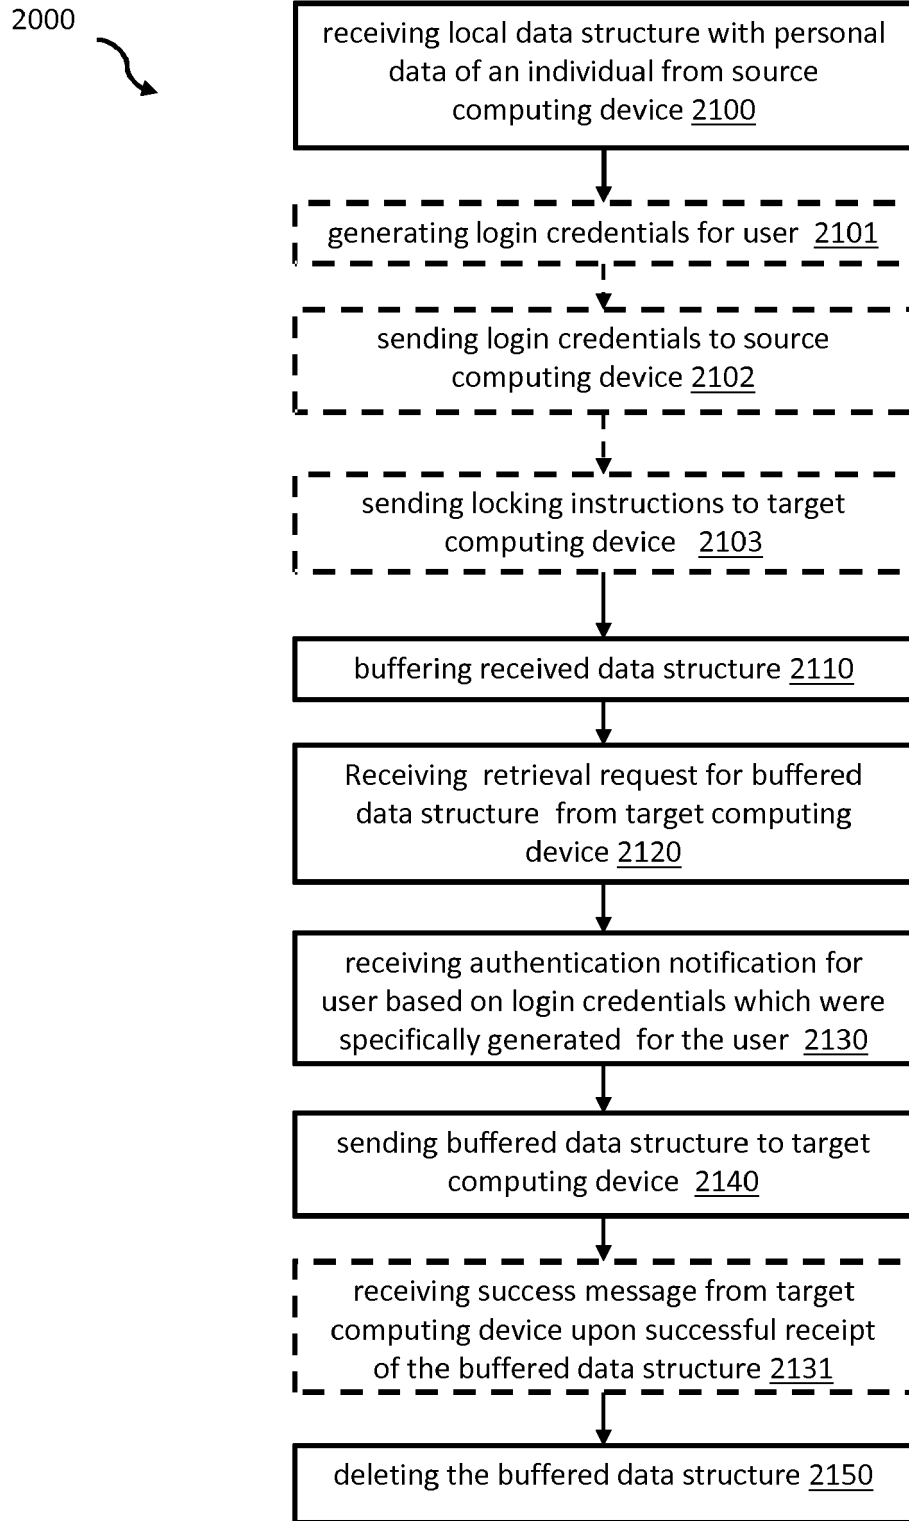 2000
receiving local data structure with personal
data of an individual from source
computing device 2100
generating login credentials for user 2101
sending login credentials to source
computing device 2102
sending locking instructions to target
computing device 2103
buffering received data structure 2110
Receiving retrieval request for buffered
data structure from target computing
device 2120
receiving authentication notification for
user based on login credentials which were
specifically generated for the user 2130
sending buffered data structure to target
computing device 2140
receiving success message from target
computing device upon successful receipt
of the buffered data structure 2131
deleting the buffered data structure 2150